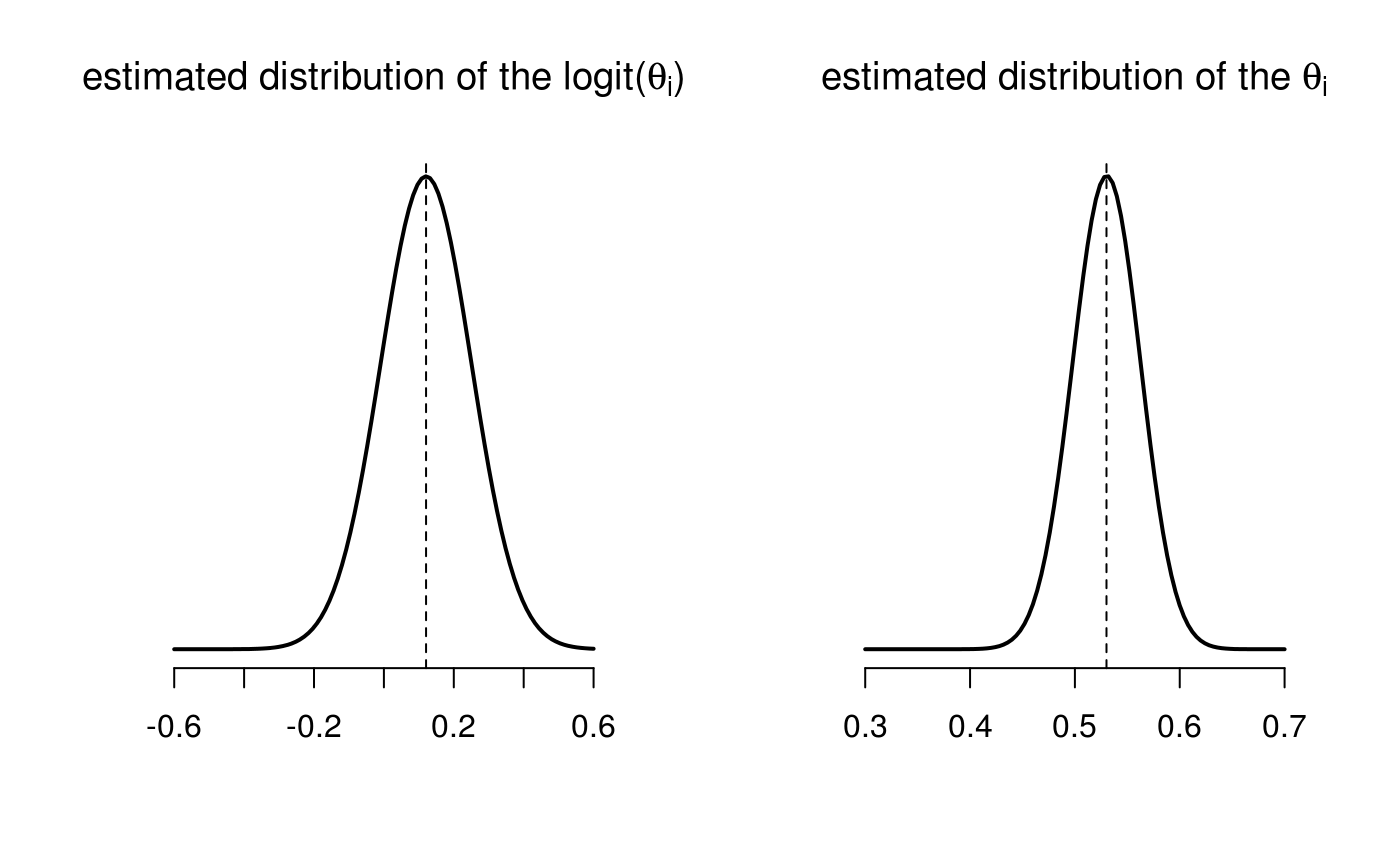 estimated distribution of the logit(θi)
estimated distribution of the θi
-0.6 -0.2 0.2 0.6
0.3 0.4 0.5 0.6 0.7